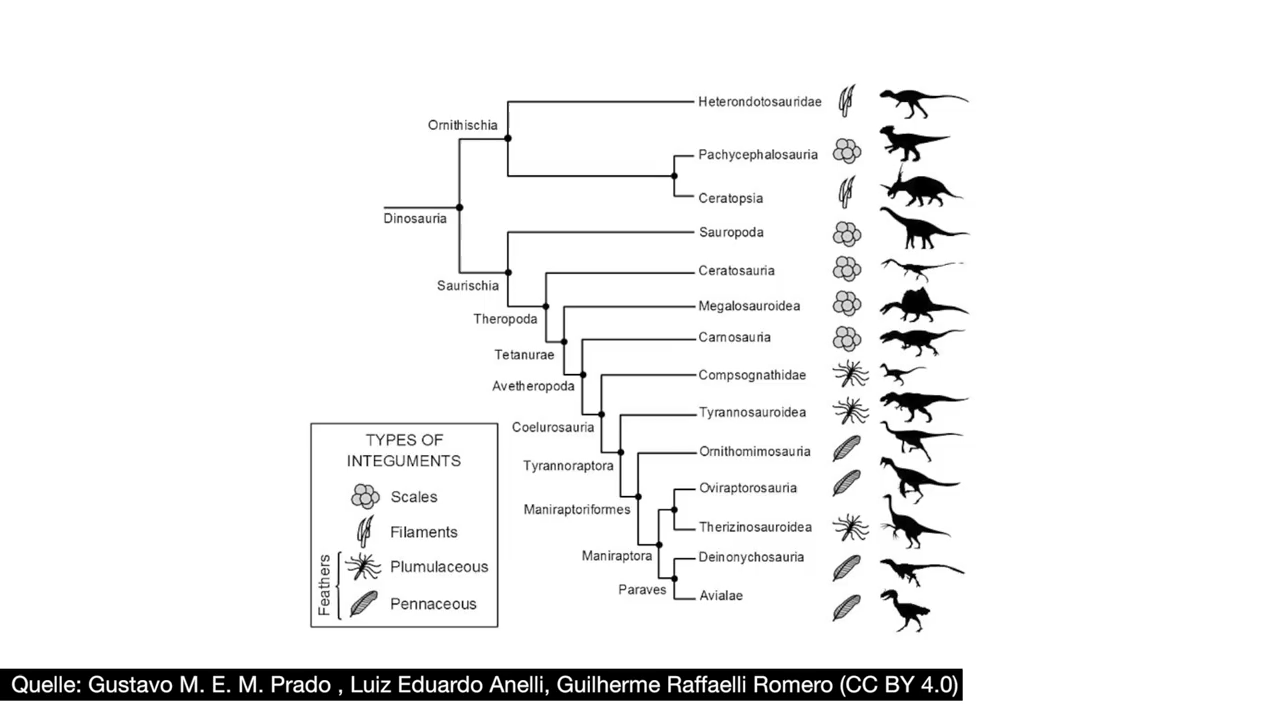 Heterondotosauridae
Ornithischia
Pachycephalosauria
Ceratopsia
Dinosauria
Sauropoda
Ceratosauria
Saurischia
Megalosauroidea
Theropoda
Carnosauria
Tetanurae
Compsognathidae
Avetheropoda
Tyrannosauroidea
Coelurosauria
Ornithomimosauria
Tyrannoraptora
Oviraptorosauria
Maniraptoriformes
Therizinosauroidea
Maniraptora
Deinonychosauria
Paraves
Avialae
TYPES OF
INTEGUMENTS
Scales
Filaments
Feathers
Plumulaceous
Pennaceous
Quelle: Gustavo M. E. M. Prado , Luiz Eduardo Anelli, Guilherme Raffaelli Romero (CC BY 4.0)